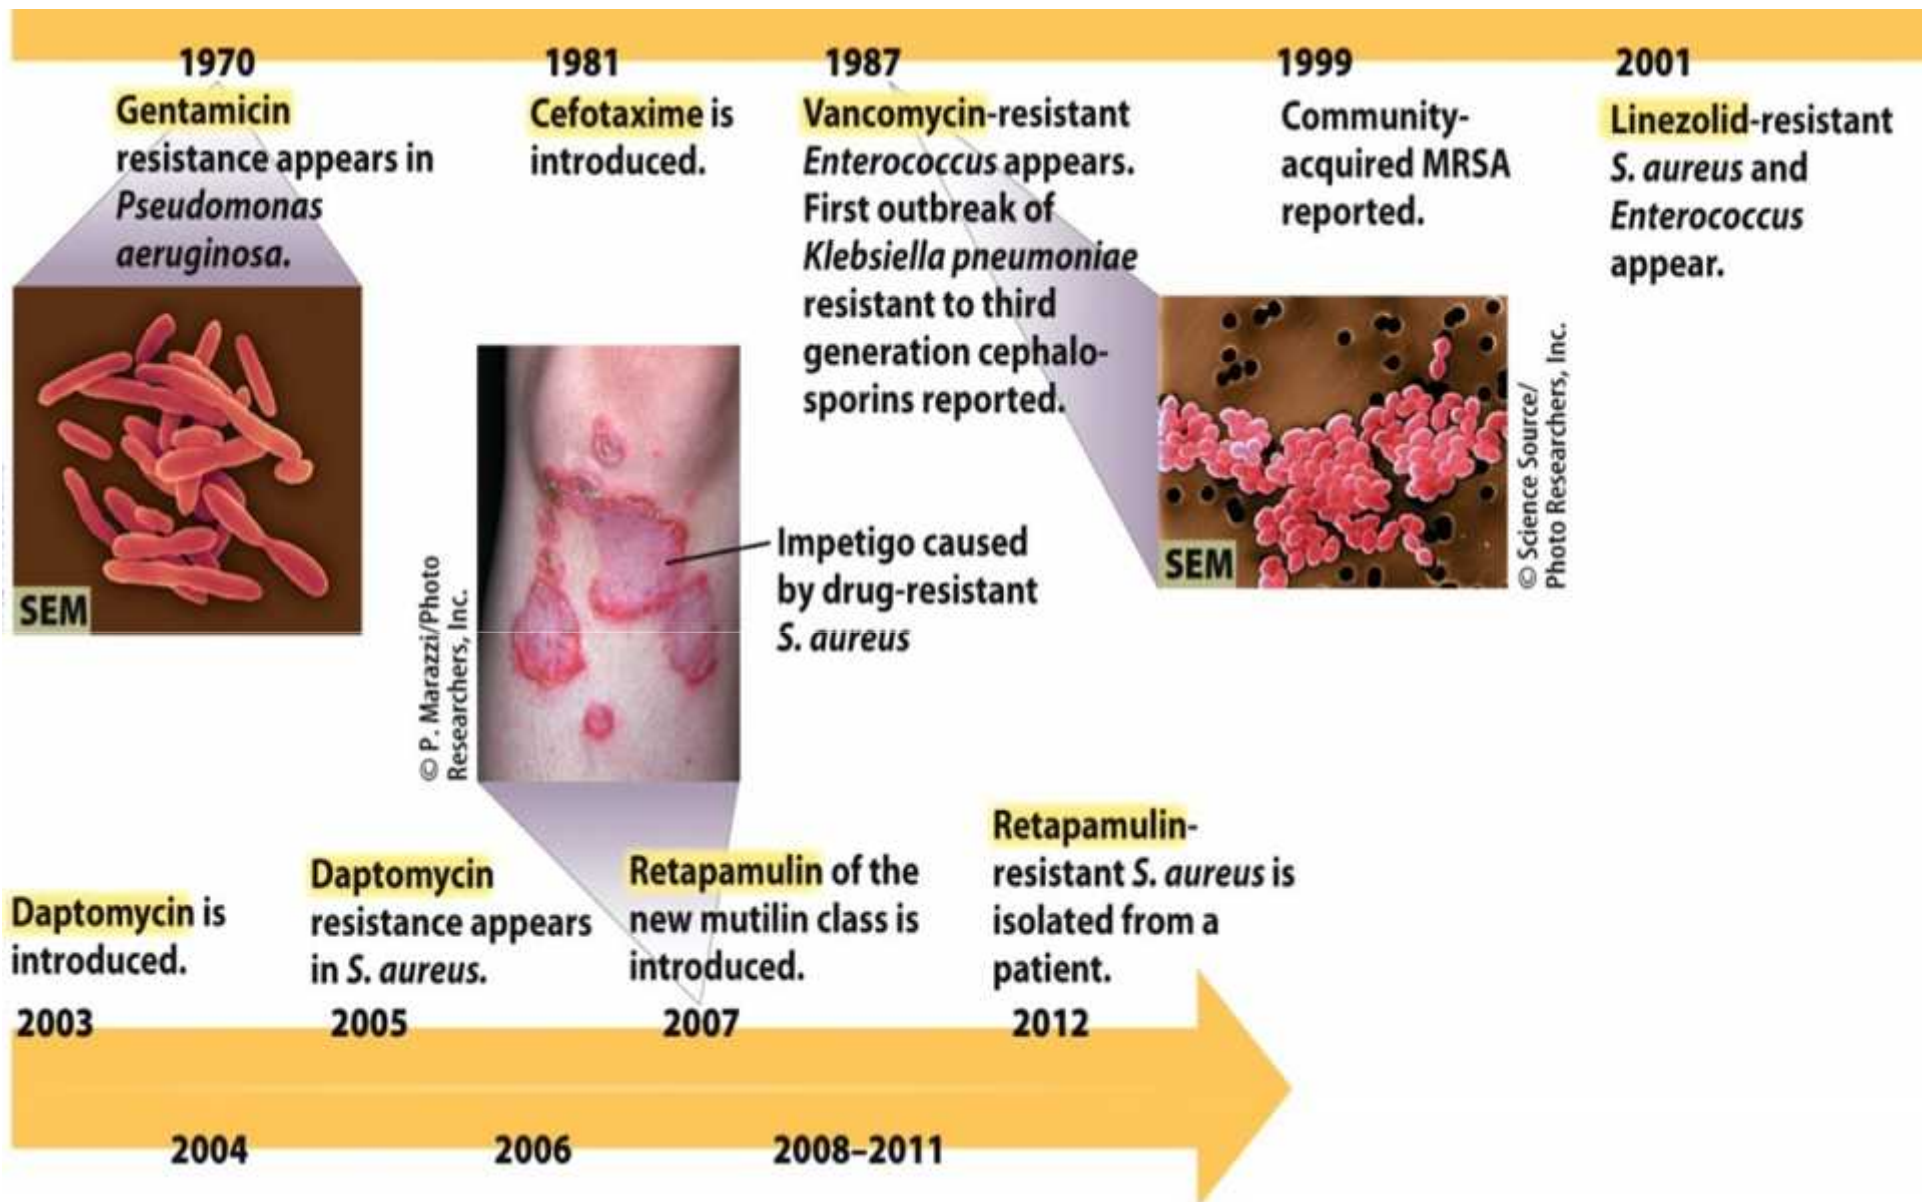 1970
Gentamicin
resistance appears in
Pseudomonas
aeruginosa.
SEM
1981
Cefotaxime is
introduced.
1987
Vancomycin-resistant
Enterococcus appears.
First outbreak of
Klebsiella pneumoniae
resistant to third
generation cephalo-
sporins reported.
1999
Community-
acquired MRSA
reported.
2001
Linezolid-resistant
S. aureus and
Enterococcus
appear.
SEM
© Science Source/
Photo Researchers, Inc.
© P. Marazzi/Photo
Researchers, Inc.
Impetigo caused
by drug-resistant
S. aureus
Daptomycin is
introduced.
2003
Daptomycin
resistance appears
in S. aureus.
2005
Retapamulin of the
new mutilin class is
introduced.
2007
Retapamulin-
resistant S. aureus is
isolated from a
patient.
2012
2004
2006
2008–2011